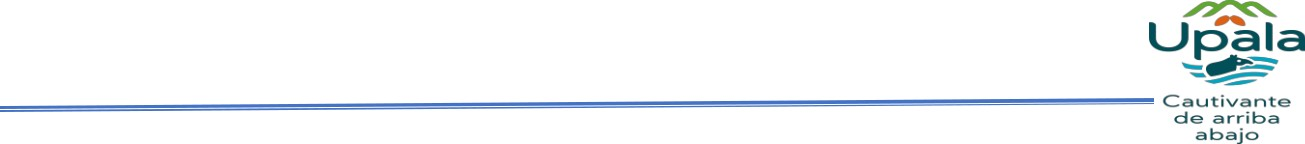 Upala
Cautivante
de arriba
abajo